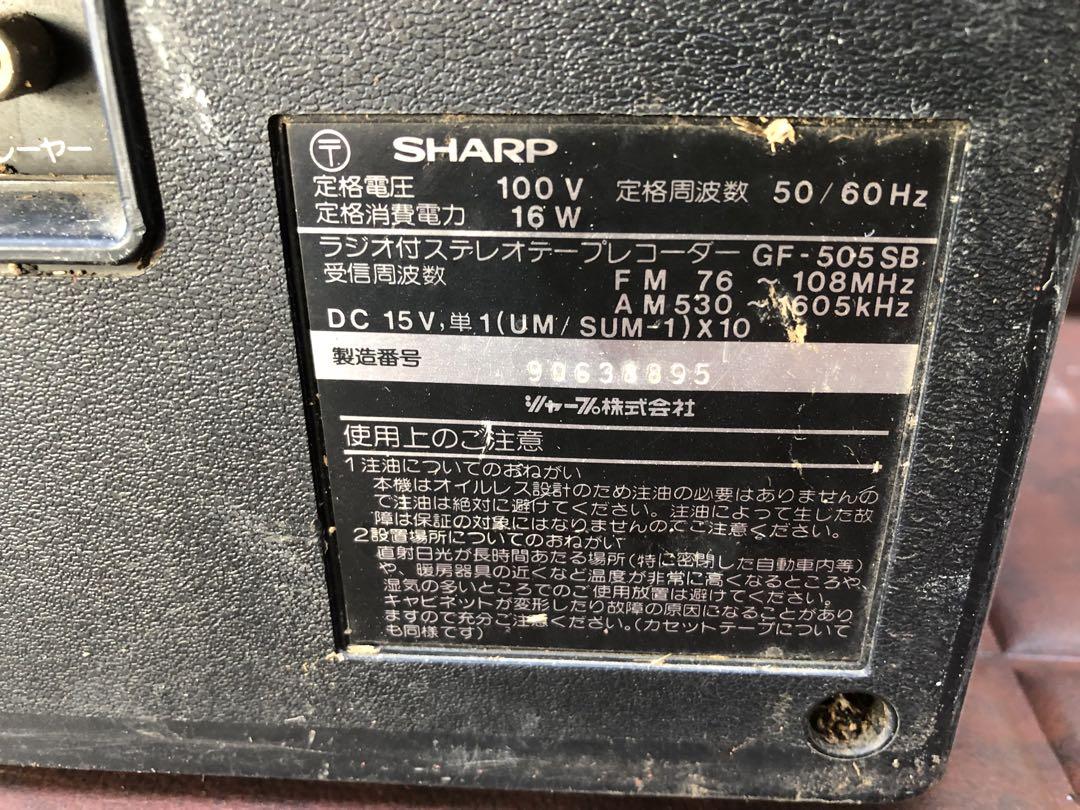 レーヤー
〒 SHARP
定格電圧 100V 定格周波数 50/60Hz
定格消費電力 16W
ラジオ付ステレオテープレコーダー GF-505SB
受信周波数 FM 76 ~ 108MHz
AM 530 ~ 1605kHz
DC 15V, 単1(UM/SUM-1)X10
製造番号 90638895
シャープ株式会社
使用上のご注意
1注油についてのおねがい
本機はオイルレス設計のため注油の必要はありませんの
で注油は絶対に避けてください。注油によって生じた故
障は保証の対象にはなりませんのでご注意ください。
2設置場所についてのおねがい
直射日光が長時間あたる場所(特に密閉した自動車内等)
や、暖房器具の近くなど温度が非常に高くなるところや、
湿気の多いところでのご使用放置は避けてください。
キャビネットが変形したり故障の原因になることがあり
ますので充分ご注意ください。(カセットテープについて
も同様です)